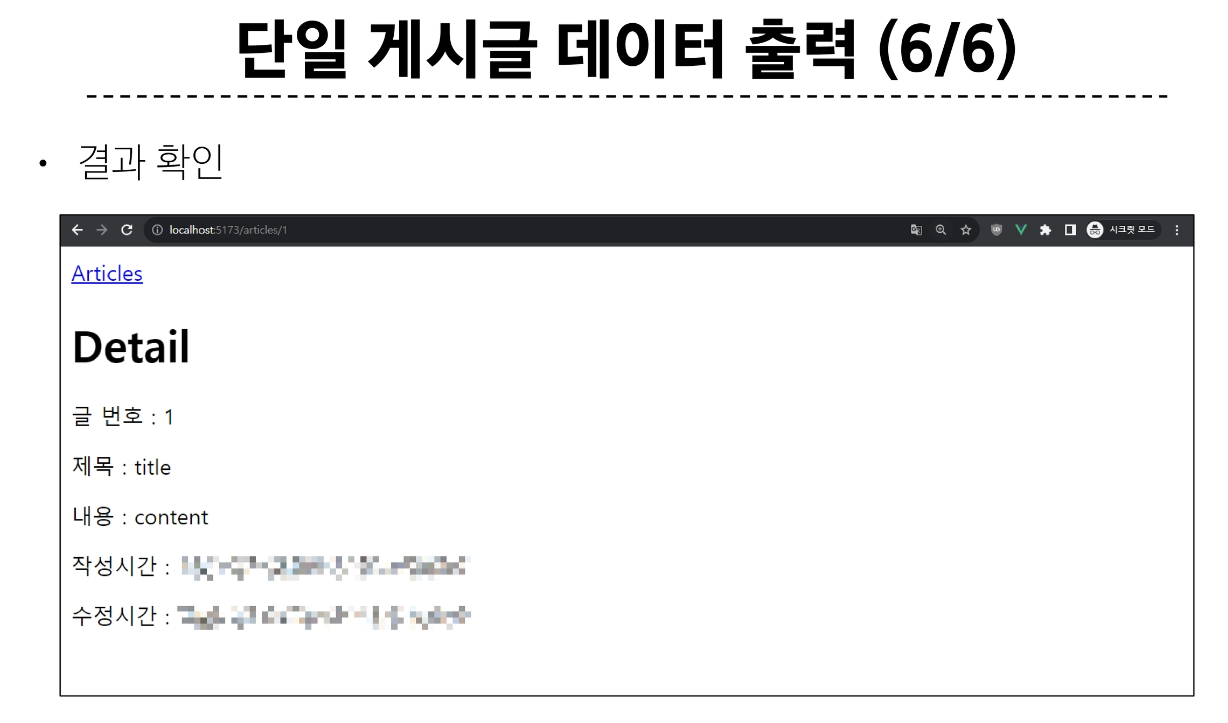 단일 게시글 데이터 출력 (6/6)
• 결과 확인
localhost:5173/articles/1
시크릿 모드
Articles
Detail
글 번호 : 1
제목 : title
내용 : content
작성시간 :
수정시간 :